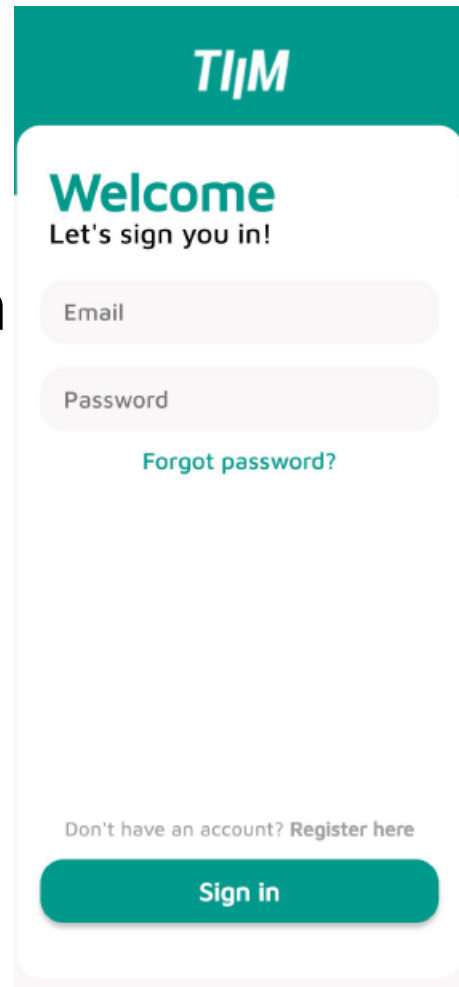 TIIM
Welcome
Let's sign you in!
Email
Password
Forgot password?
Don't have an account? Register here
Sign in